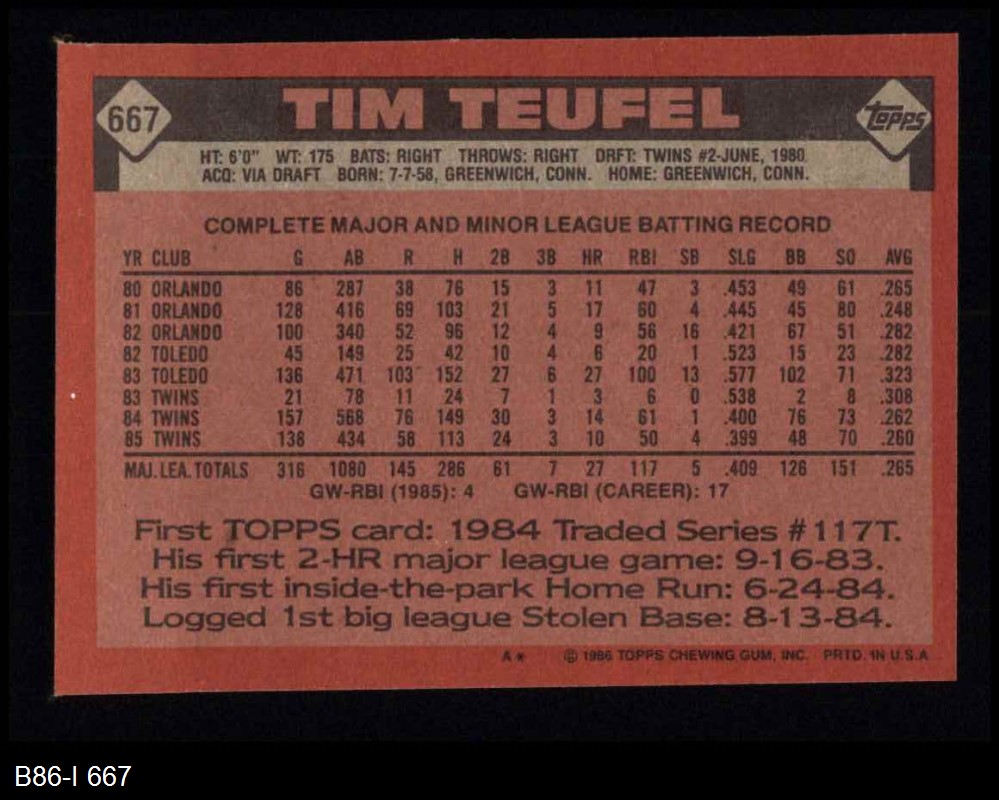 667 TIM TEUFEL Topps
HT: 6'0" WT: 175 BATS: RIGHT THROWS: RIGHT DRFT: TWINS #2-JUNE, 1980
ACQ: VIA DRAFT BORN: 7-7-58, GREENWICH, CONN. HOME: GREENWICH, CONN.
COMPLETE MAJOR AND MINOR LEAGUE BATTING RECORD
YR CLUB G AB R H 2B 3B HR RBI SB SLG BB SO AVG
80 ORLANDO 86 287 38 76 15 3 11 47 3 .453 49 61 .265
81 ORLANDO 128 416 69 103 21 5 17 60 4 .445 45 80 .248
82 ORLANDO 100 340 52 96 12 4 9 56 16 .421 67 51 .282
82 TOLEDO 45 149 25 42 10 4 6 20 1 .523 15 23 .282
83 TOLEDO 136 471 103 152 27 6 27 100 13 .577 102 71 .323
83 TWINS 21 78 11 24 7 1 3 6 0 .538 2 8 .308
84 TWINS 157 568 76 149 30 3 14 61 1 .400 76 73 .262
85 TWINS 138 434 58 113 24 3 10 50 4 .399 48 70 .260
MAJ. LEA. TOTALS 316 1080 145 286 61 7 27 117 5 .409 126 151 .265
GW-RBI (1985): 4 GW-RBI (CAREER): 17
First TOPPS card: 1984 Traded Series #117T.
His first 2-HR major league game: 9-16-83.
His first inside-the-park Home Run: 6-24-84.
Logged 1st big league Stolen Base: 8-13-84.
A* © 1986 TOPPS CHEWING GUM, INC. PRTD. IN U.S.A.
B86-I 667